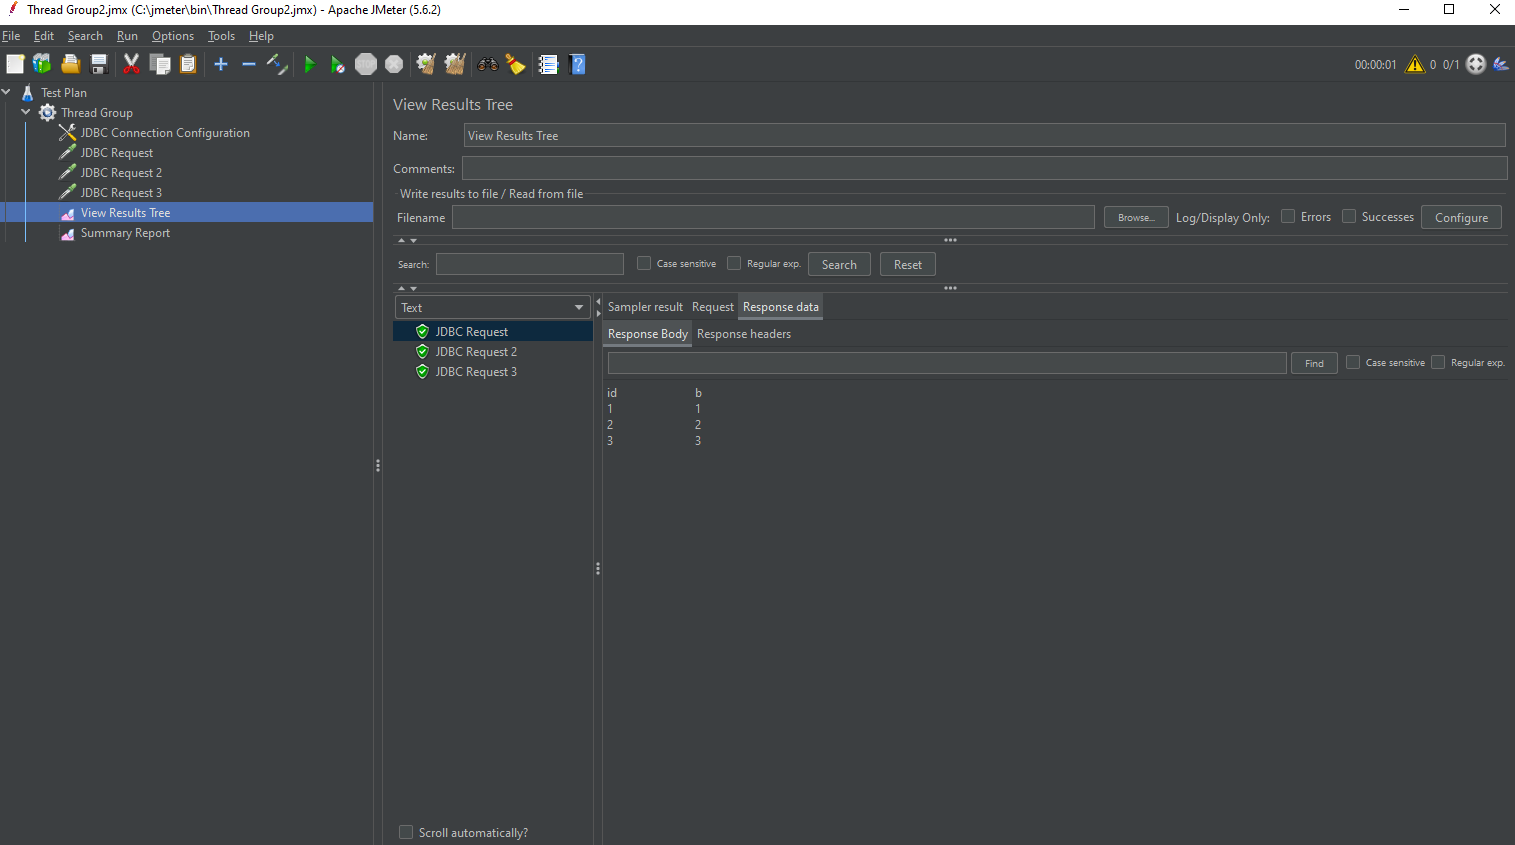 Thread Group2.jmx (C:\jmeter\bin\Thread Group2.jmx) - Apache JMeter (5.6.2)
File Edit Search Run Options Tools Help
STOP
00:00:01 0 0/1
Test Plan
Thread Group
JDBC Connection Configuration
JDBC Request
JDBC Request 2
JDBC Request 3
View Results Tree
Summary Report
View Results Tree
Name: View Results Tree
Comments:
Write results to file / Read from file
Filename Browse... Log/Display Only: Errors Successes Configure
Search: Case sensitive Regular exp. Search Reset
Text
JDBC Request
JDBC Request 2
JDBC Request 3
Scroll automatically?
Sampler result Request Response data
Response Body Response headers
Find Case sensitive Regular exp.
id b
1 1
2 2
3 3